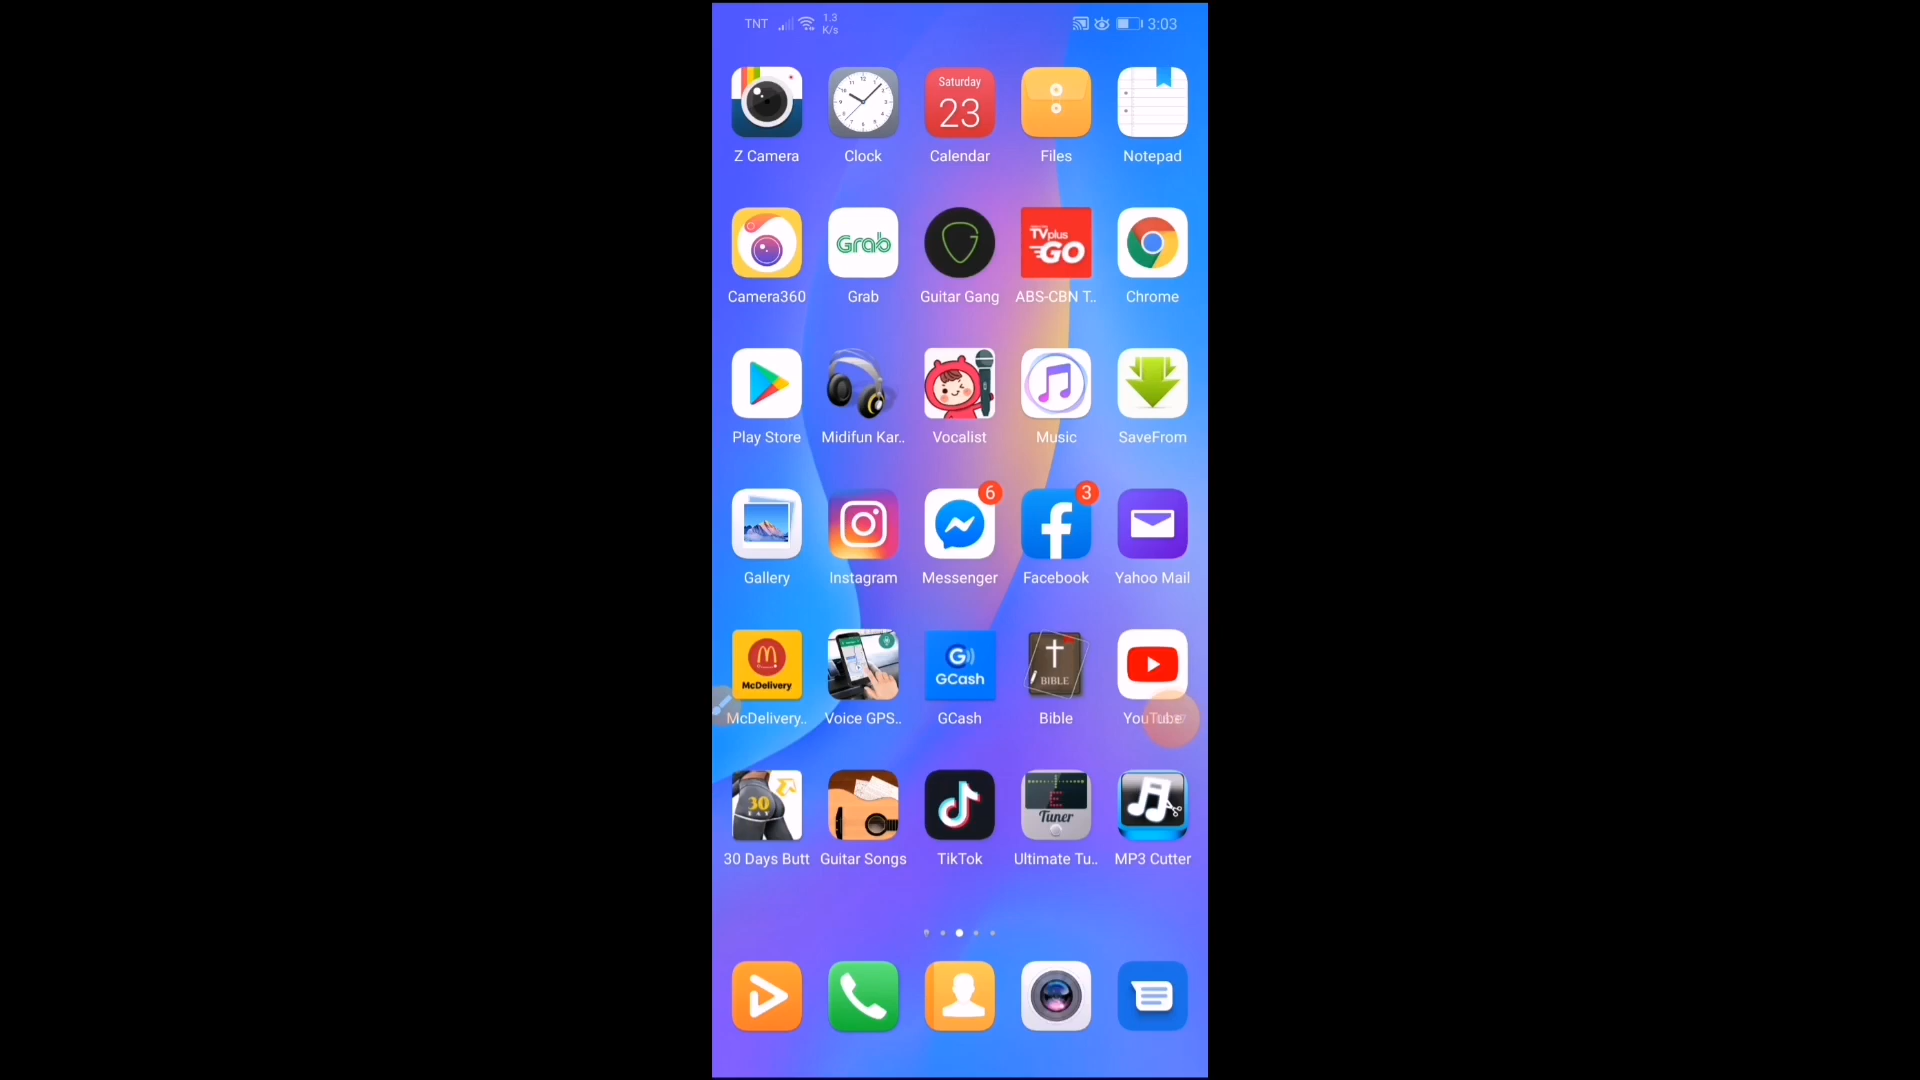 TNT 1.3 K/s 3:03
Saturday
23
Z Camera Clock Calendar Files Notepad
Grab TVplus GO
Camera360 Grab Guitar Gang ABS-CBN T.. Chrome
Play Store Midifun Kar.. Vocalist Music SaveFrom
6 3
Gallery Instagram Messenger Facebook Yahoo Mail
McDelivery G GCash BIBLE
McDelivery.. Voice GPS.. GCash Bible YouTube
30 DAY E Tuner
30 Days Butt Guitar Songs TikTok Ultimate Tu.. MP3 Cutter